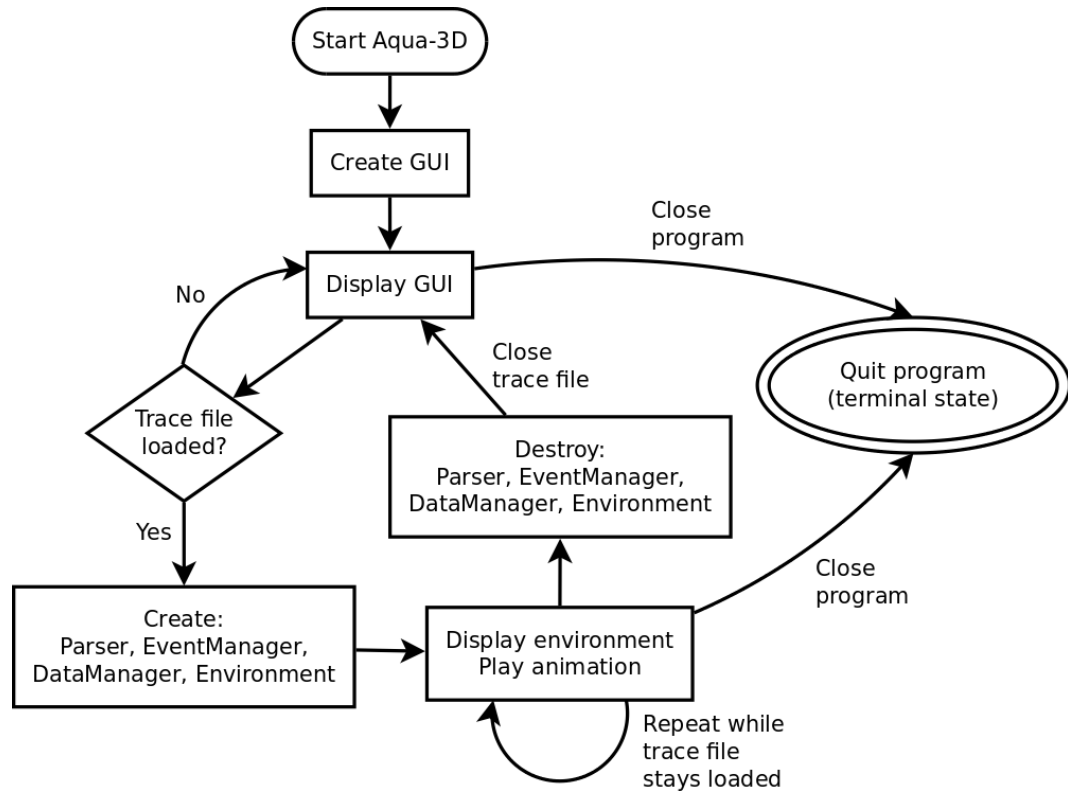 Start Aqua-3D
Create GUI
Close
program
Display GUI
No
Close
trace file
Quit program
(terminal state)
Trace file
loaded?
Destroy:
Parser, EventManager,
DataManager, Environment
Yes
Close
program
Create:
Parser, EventManager,
DataManager, Environment
Display environment
Play animation
Repeat while
trace file
stays loaded